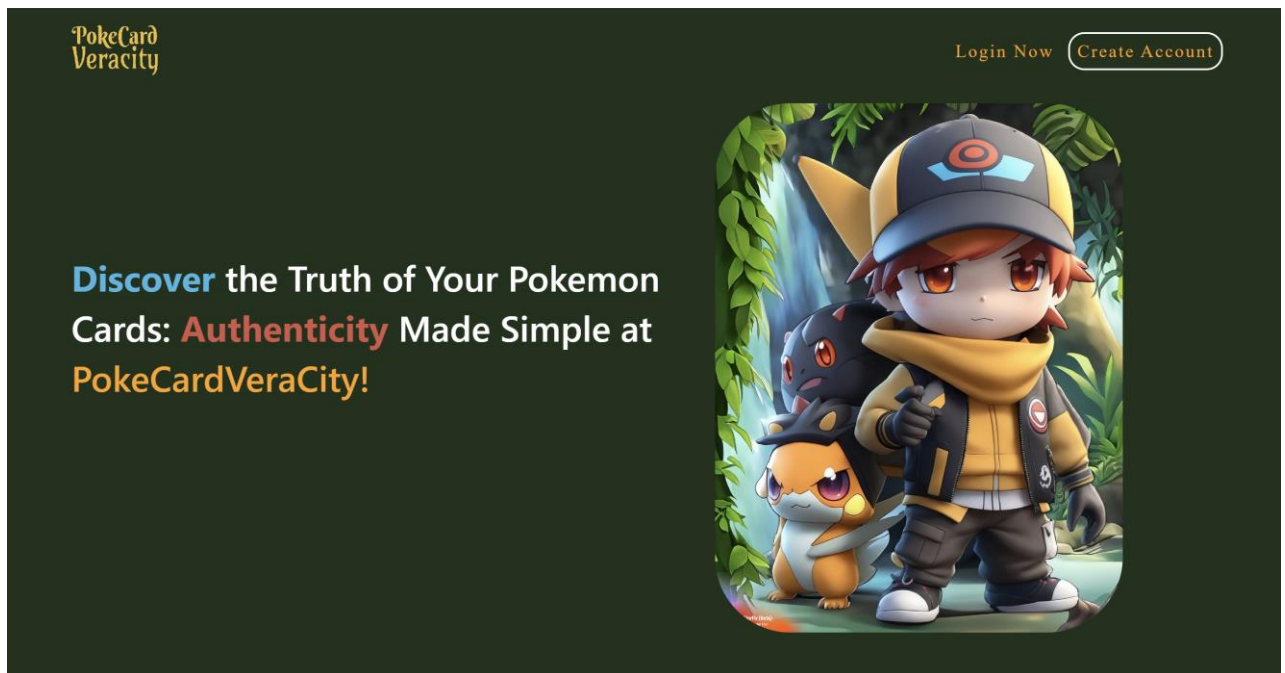 PokeCard
Veracity
Login Now
Create Account
Discover the Truth of Your Pokemon
Cards: Authenticity Made Simple at
PokeCardVeraCity!